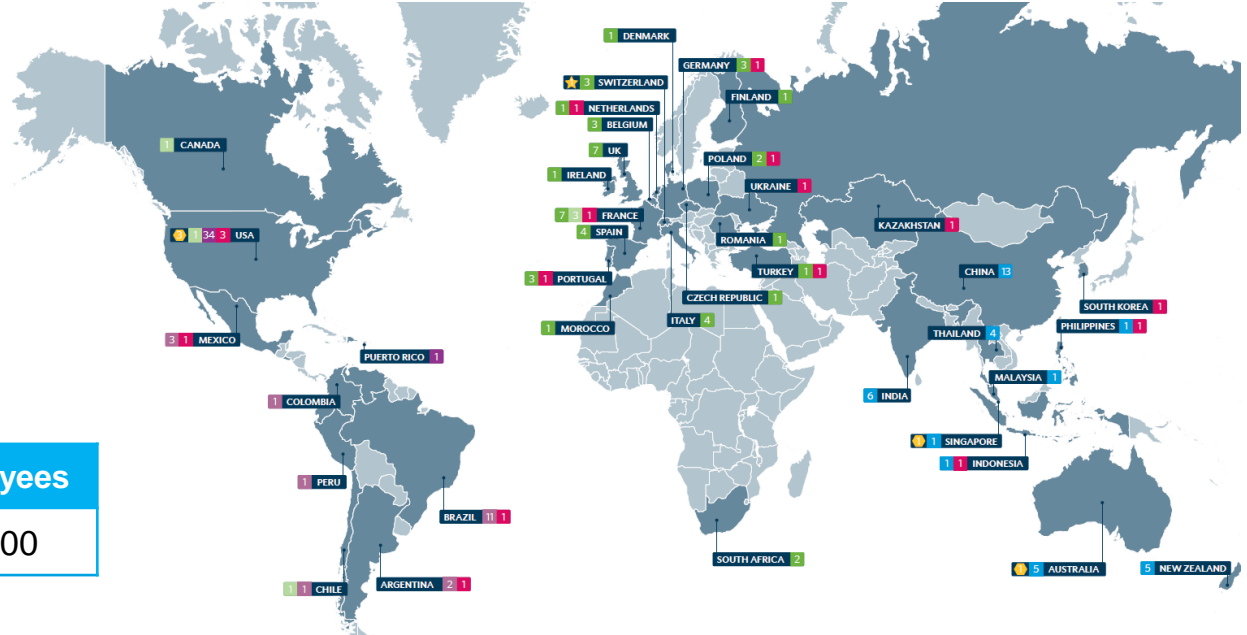 1 DENMARK
GERMANY 3 1
3 SWITZERLAND
FINLAND 1
1 1 NETHERLANDS
3 BELGIUM
1 CANADA
7 UK
POLAND 2 1
1 IRELAND
UKRAINE 1
7 3 1 FRANCE
KAZAKHSTAN 1
3 1 34 3 USA
4 SPAIN
ROMANIA 1
3 1 PORTUGAL
TURKEY 1 1
CHINA 13
CZECH REPUBLIC 1
SOUTH KOREA 1
1 MOROCCO
ITALY 4
PHILIPPINES 1 1
3 1 MEXICO
THAILAND 4
PUERTO RICO 1
MALAYSIA 1
6 INDIA
1 COLOMBIA
1 1 SINGAPORE
1 1 INDONESIA
yees
00
1 PERU
BRAZIL 11 1
SOUTH AFRICA 2
1 5 AUSTRALIA
5 NEW ZEALAND
1 1 CHILE
ARGENTINA 2 1